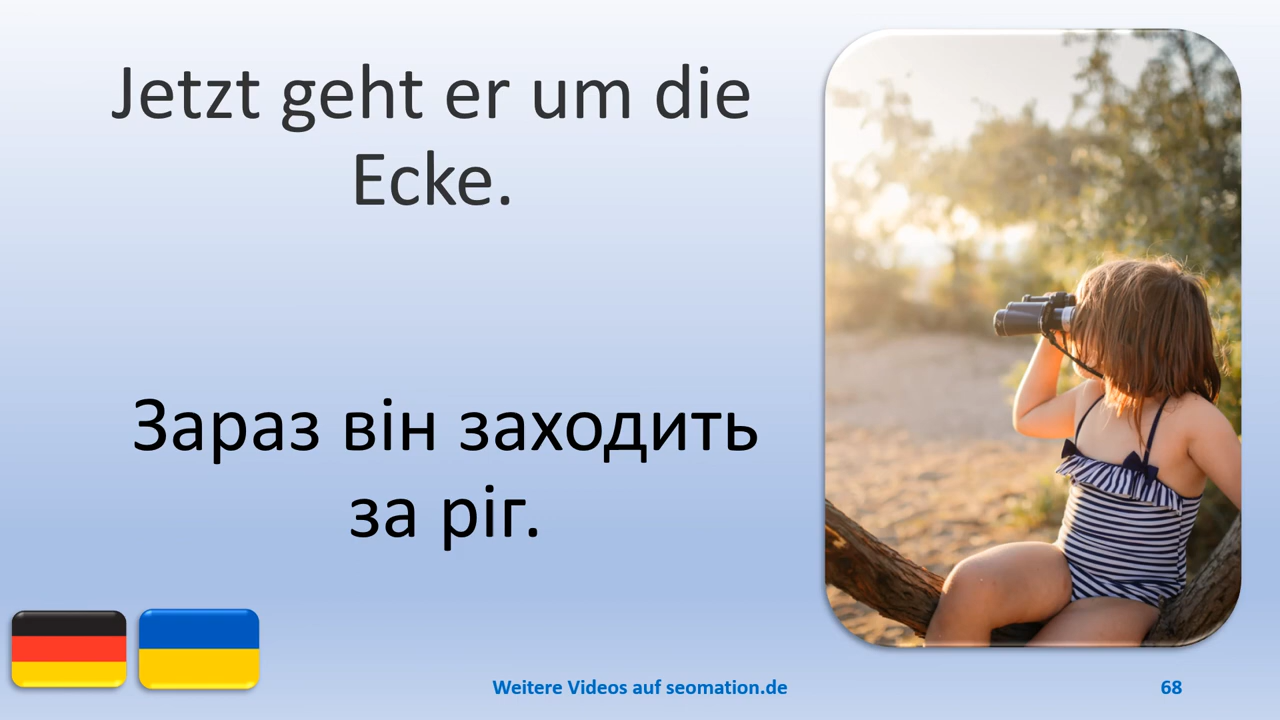 Jetzt geht er um die
Ecke.
Зараз він заходить
за ріг.
Weitere Videos auf seomation.de
68